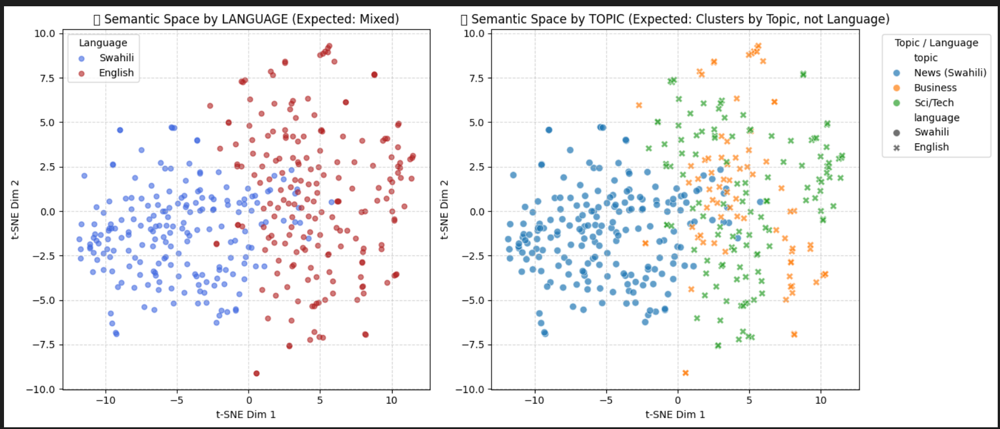 Semantic Space by LANGUAGE (Expected: Mixed)
Language
Swahili
English
10.0
7.5
5.0
2.5
0.0
−2.5
−5.0
−7.5
−10.0
t-SNE Dim 2
−10
−5
0
5
10
t-SNE Dim 1
Semantic Space by TOPIC (Expected: Clusters by Topic, not Language)
10.0
7.5
5.0
2.5
0.0
−2.5
−5.0
−7.5
−10.0
t-SNE Dim 2
−10
−5
0
5
10
t-SNE Dim 1
Topic / Language
topic
News (Swahili)
Business
Sci/Tech
language
Swahili
English